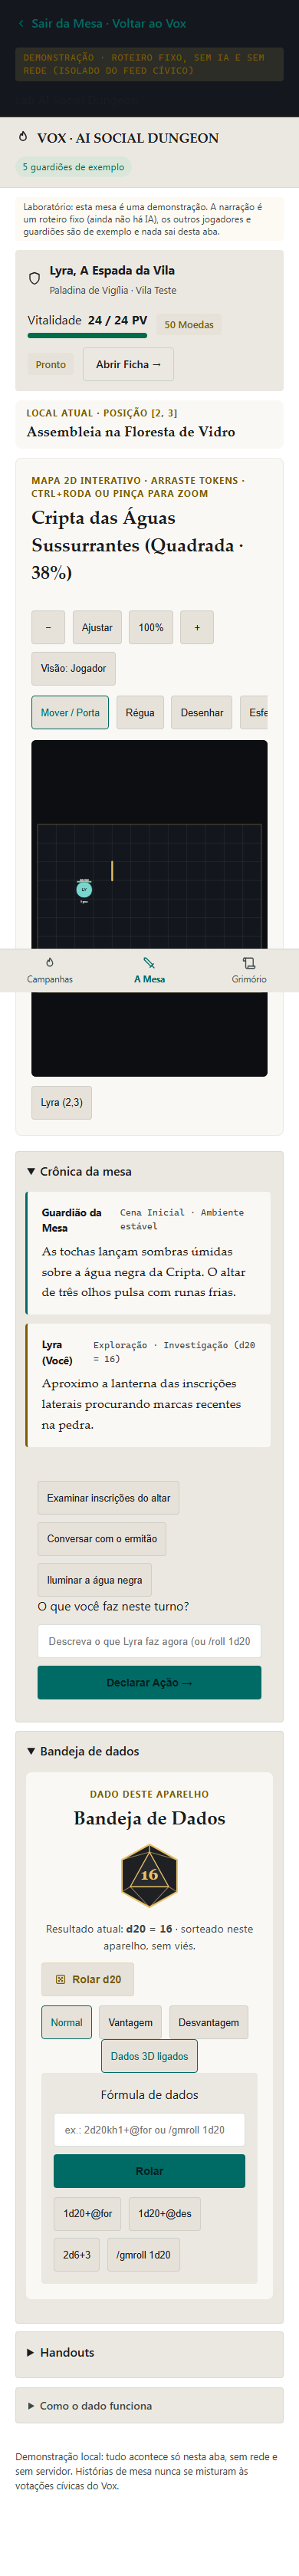 Sair da Mesa · Voltar ao Vox
DEMONSTRAÇÃO · ROTEIRO FIXO, SEM IA E SEM
REDE (ISOLADO DO FEED CÍVICO)
VOX · AI SOCIAL DUNGEON
5 guardiões de exemplo
Laboratório: esta mesa é uma demonstração. A narração é
um roteiro fixo (ainda não há IA), os outros jogadores e
guardiões são de exemplo e nada sai desta aba.
Lyra, A Espada da Vila
Paladina de Vigília · Vila Teste
Vitalidade 24 / 24 PV
50 Moedas
Pronto
Abrir Ficha →
LOCAL ATUAL · POSIÇÃO [2, 3]
Assembleia na Floresta de Vidro
MAPA 2D INTERATIVO · ARRASTE TOKENS ·
CTRL+RODA OU PINÇA PARA ZOOM
Cripta das Águas
Sussurrantes (Quadrada ·
38%)
−
Ajustar
100%
+
Visão: Jogador
Mover / Porta
Régua
Desenhar
Esfe
LY
Campanhas
A Mesa
Grimório
Lyra (2,3)
▼ Crônica da mesa
Guardião da
Mesa
Cena Inicial · Ambiente
estável
As tochas lançam sombras úmidas
sobre a água negra da Cripta. O altar
de três olhos pulsa com runas frias.
Lyra
(Você)
Exploração · Investigação (d20
= 16)
Aproximo a lanterna das inscrições
laterais procurando marcas recentes
na pedra.
Examinar inscrições do altar
Conversar com o ermitão
Iluminar a água negra
O que você faz neste turno?
Descreva o que Lyra faz agora (ou /roll 1d20
Declarar Ação →
▼ Bandeja de dados
DADO DESTE APARELHO
Bandeja de Dados
16
Resultado atual: d20 = 16 · sorteado neste
aparelho, sem viés.
Rolar d20
Normal
Vantagem
Desvantagem
Dados 3D ligados
Fórmula de dados
ex.: 2d20kh1+@for ou /gmroll 1d20
Rolar
1d20+@for
1d20+@des
2d6+3
/gmroll 1d20
▶ Handouts
▶ Como o dado funciona
Demonstração local: tudo acontece só nesta aba, sem rede e
sem servidor. Histórias de mesa nunca se misturam às
votações cívicas do Vox.